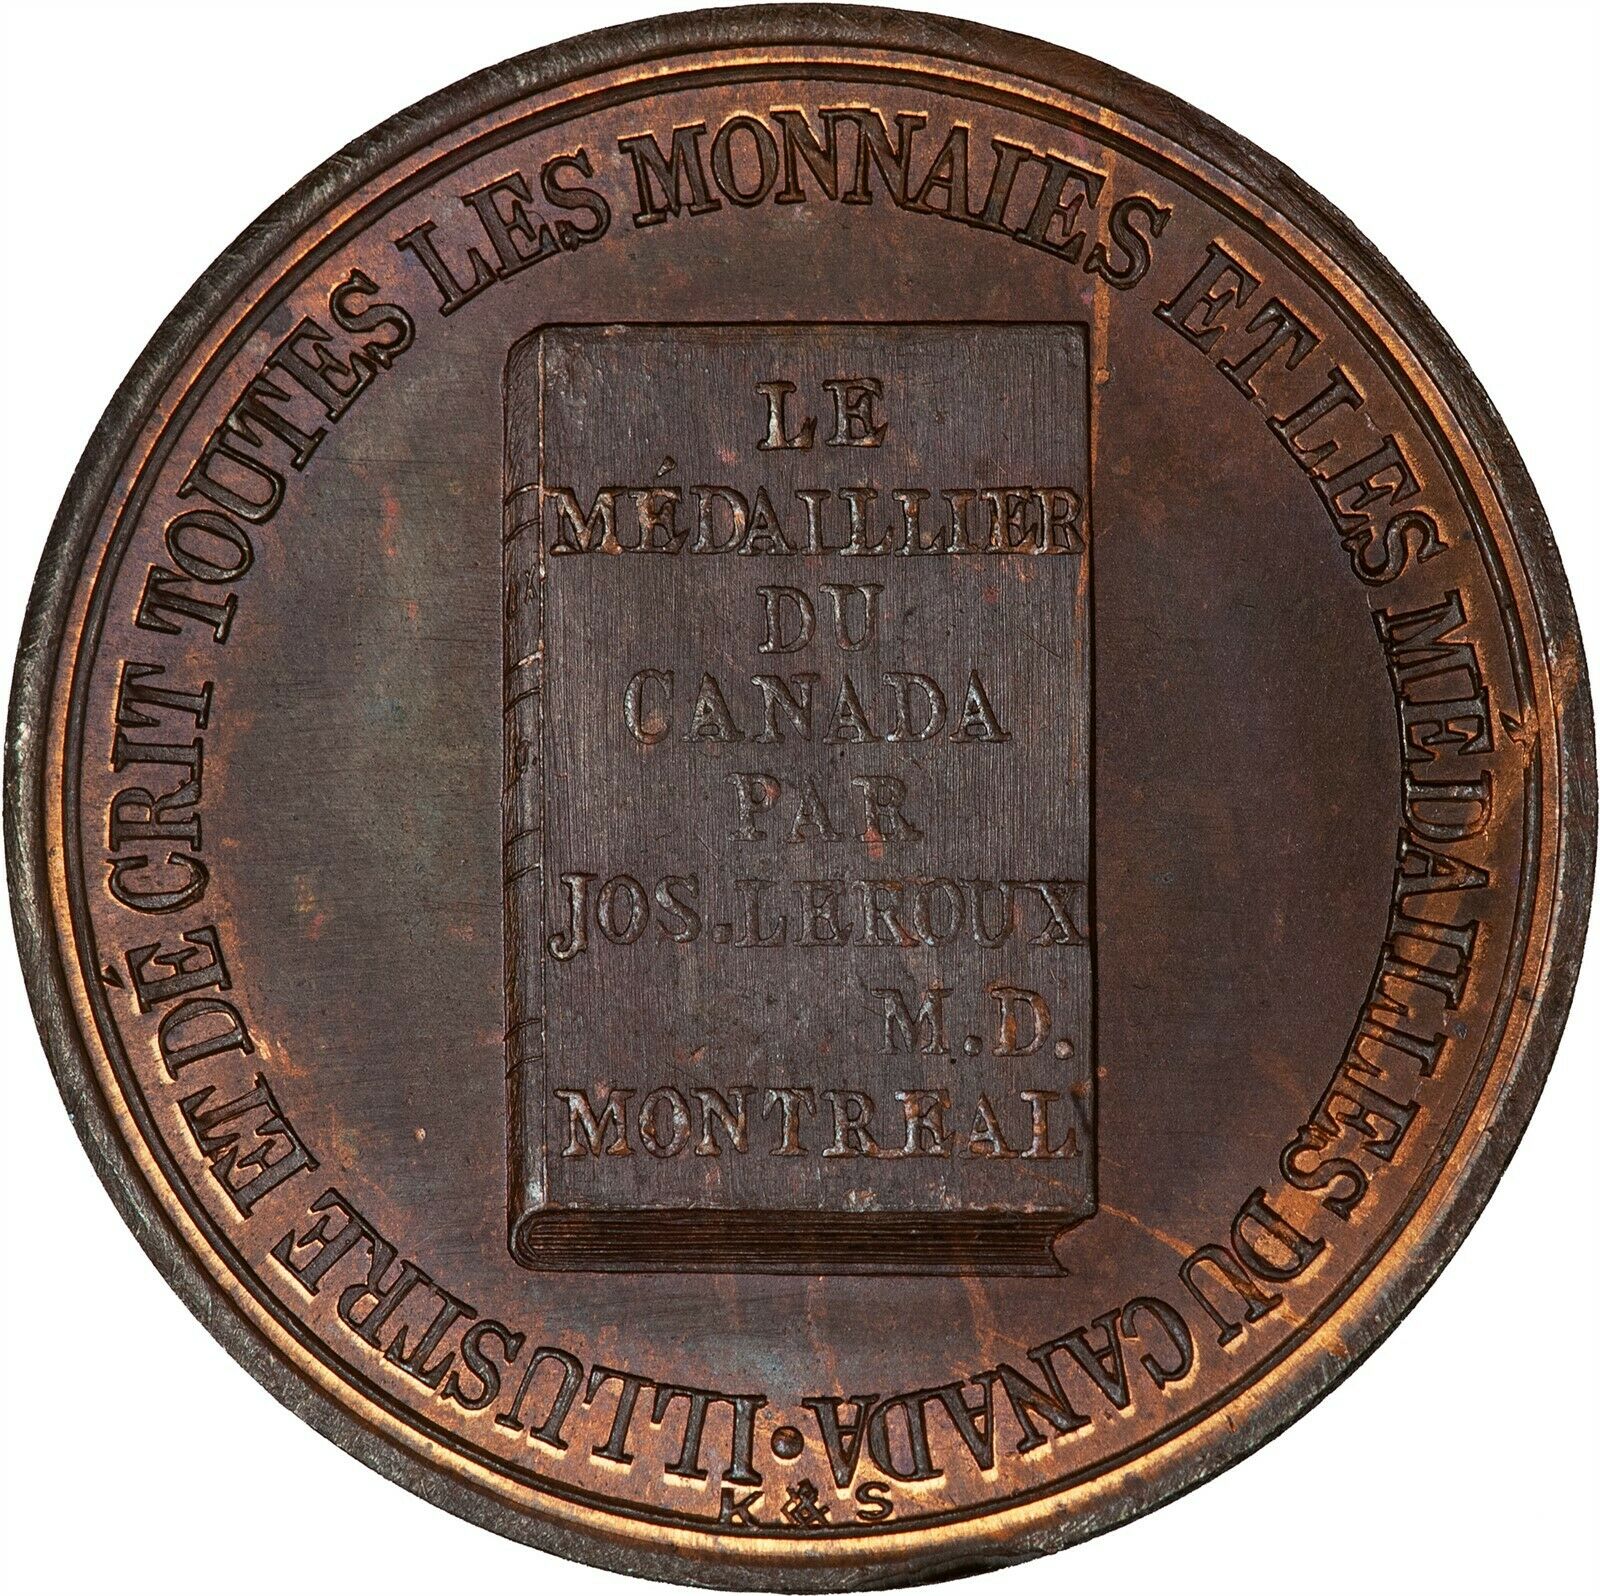 ILLUSTRE ET DÉCRIT TOUTES LES MONNAIES ET LES MÉDAILLES DU CANADA •
LE
MÉDAILLIER
DU
CANADA
PAR
JOS. LEROUX
M.D.
MONTREAL
K & S